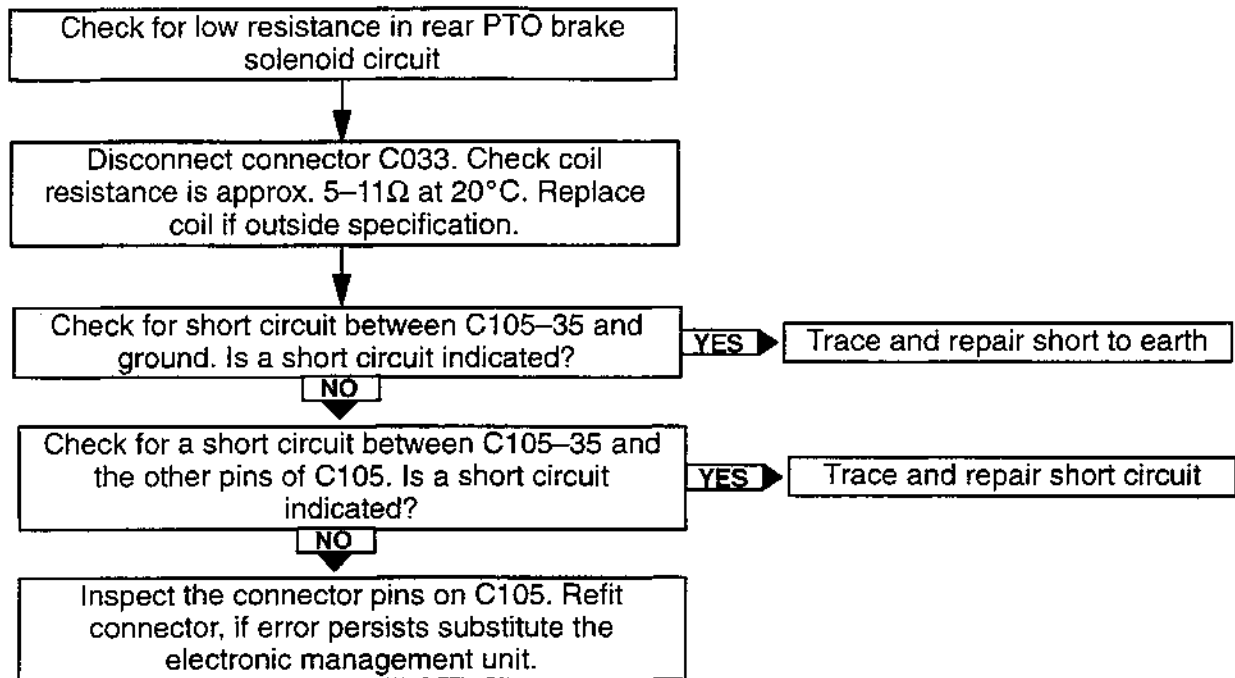 Check for low resistance in rear PTO brake
solenoid circuit
Disconnect connector C033. Check coil
resistance is approx. 5–11Ω at 20°C. Replace
coil if outside specification.
Check for short circuit between C105–35 and
ground. Is a short circuit indicated?
YES
Trace and repair short to earth
NO
Check for a short circuit between C105–35 and
the other pins of C105. Is a short circuit
indicated?
YES
Trace and repair short circuit
NO
Inspect the connector pins on C105. Refit
connector, if error persists substitute the
electronic management unit.